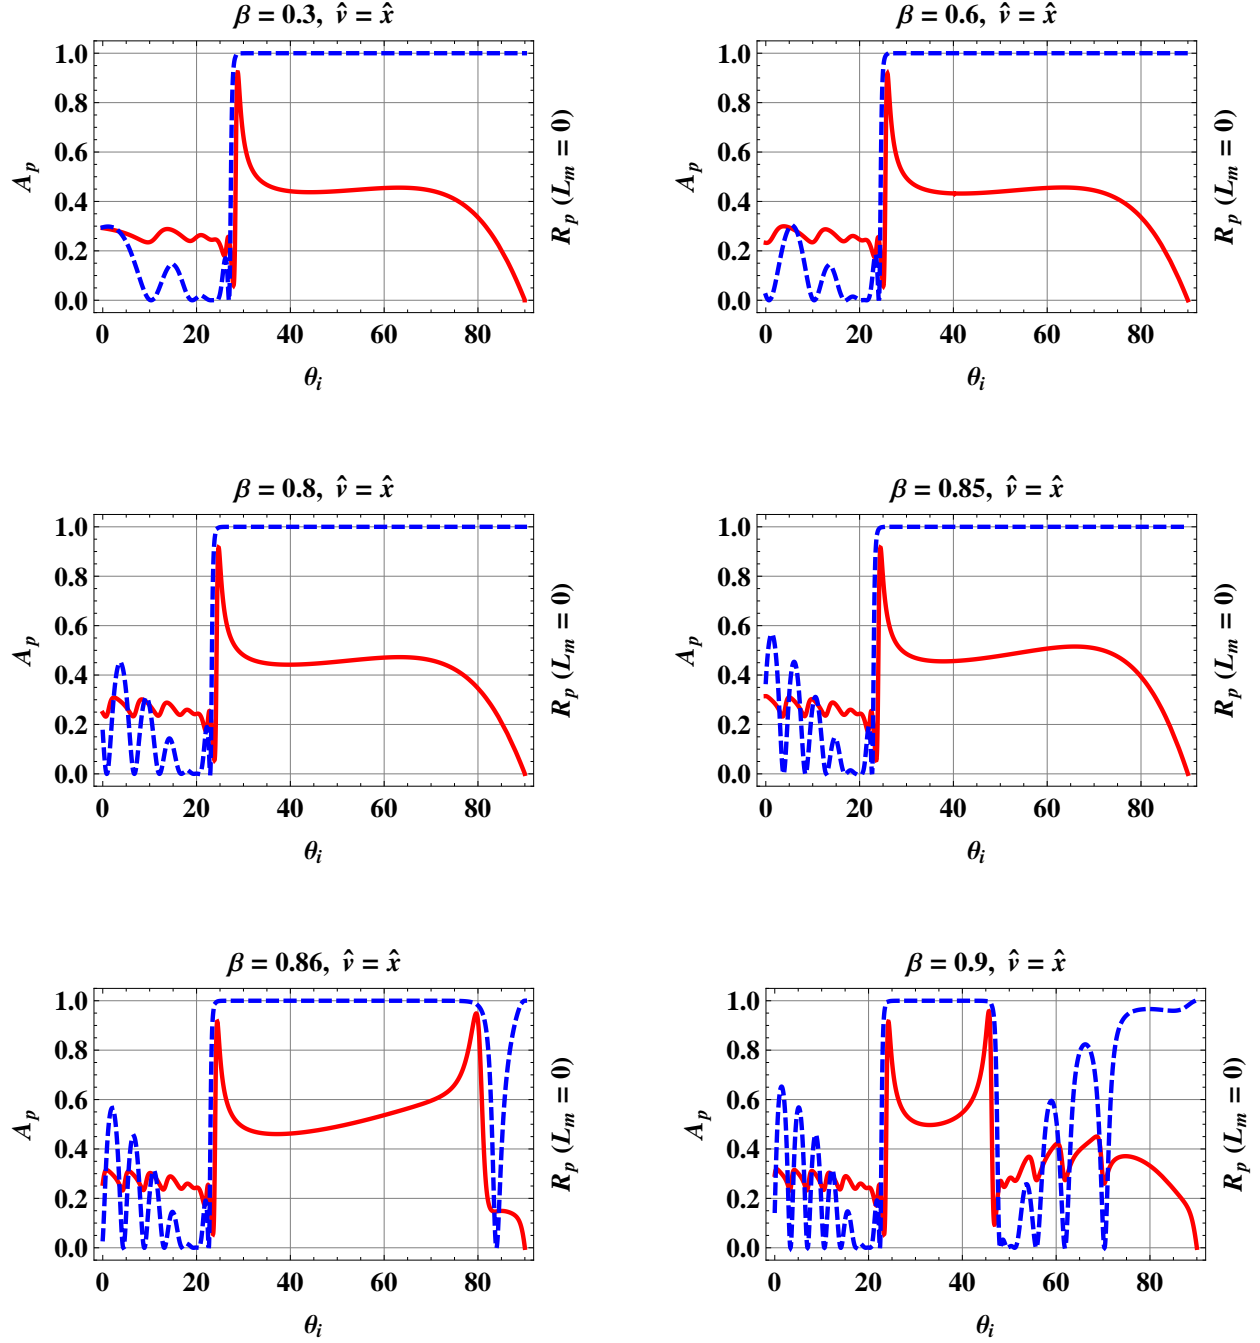 β = 0.3, v̂ = x̂
1.0
0.8
0.6
0.4
0.2
0.0
0 20 40 60 80
A_p
R_p (L_m = 0)
θ_i
β = 0.6, v̂ = x̂
1.0
0.8
0.6
0.4
0.2
0.0
0 20 40 60 80
A_p
R_p (L_m = 0)
θ_i
β = 0.8, v̂ = x̂
1.0
0.8
0.6
0.4
0.2
0.0
0 20 40 60 80
A_p
R_p (L_m = 0)
θ_i
β = 0.85, v̂ = x̂
1.0
0.8
0.6
0.4
0.2
0.0
0 20 40 60 80
A_p
R_p (L_m = 0)
θ_i
β = 0.86, v̂ = x̂
1.0
0.8
0.6
0.4
0.2
0.0
0 20 40 60 80
A_p
R_p (L_m = 0)
θ_i
β = 0.9, v̂ = x̂
1.0
0.8
0.6
0.4
0.2
0.0
0 20 40 60 80
A_p
R_p (L_m = 0)
θ_i